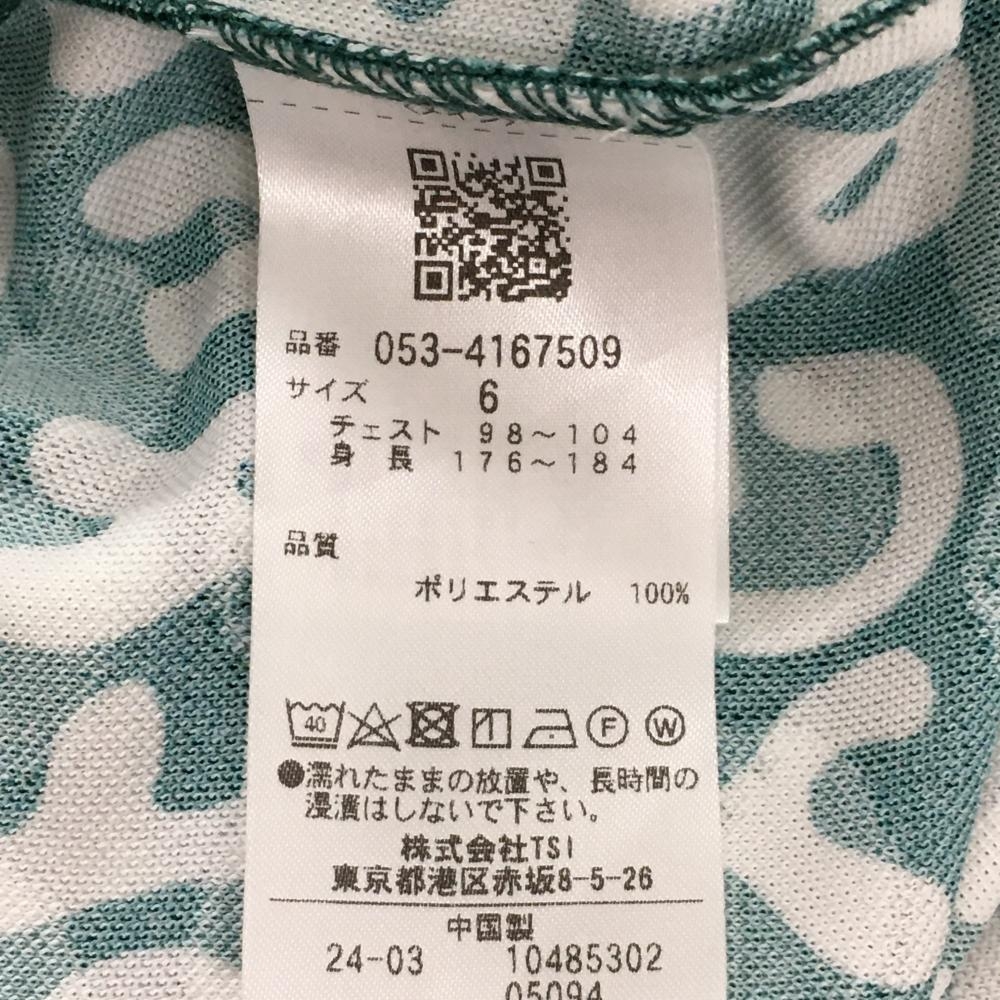 品番 053-4167509
サイズ 6
チェスト 98~104
身長 176~184
品質
ポリエステル 100%
40 F W
●濡れたままの放置や、長時間の
浸漬はしないで下さい。
株式会社TSI
東京都港区赤坂8-5-26
中国製
24-03 10485302
05094